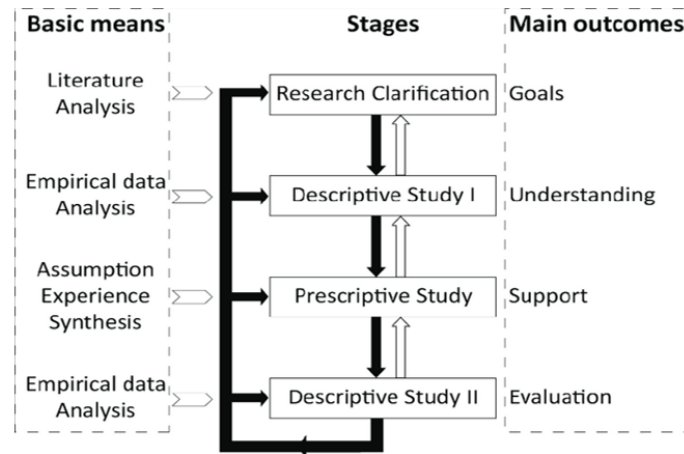 Basic means
Stages
Main outcomes
Literature
Analysis
Research Clarification
Goals
Empirical data
Analysis
Descriptive Study I
Understanding
Assumption
Experience
Synthesis
Prescriptive Study
Support
Empirical data
Analysis
Descriptive Study II
Evaluation